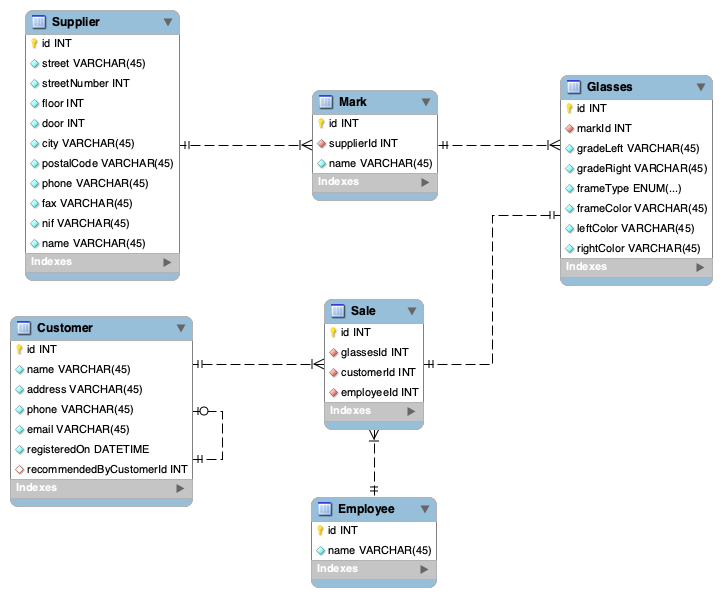 Supplier
id INT
street VARCHAR(45)
streetNumber INT
floor INT
door INT
city VARCHAR(45)
postalCode VARCHAR(45)
phone VARCHAR(45)
fax VARCHAR(45)
nif VARCHAR(45)
name VARCHAR(45)
Indexes
Mark
id INT
supplierId INT
name VARCHAR(45)
Indexes
Glasses
id INT
markId INT
gradeLeft VARCHAR(45)
gradeRight VARCHAR(45)
frameType ENUM(...)
frameColor VARCHAR(45)
leftColor VARCHAR(45)
rightColor VARCHAR(45)
Indexes
Customer
id INT
name VARCHAR(45)
address VARCHAR(45)
phone VARCHAR(45)
email VARCHAR(45)
registeredOn DATETIME
recommendedByCustomerId INT
Indexes
Sale
id INT
glassesId INT
customerId INT
employeeId INT
Indexes
Employee
id INT
name VARCHAR(45)
Indexes